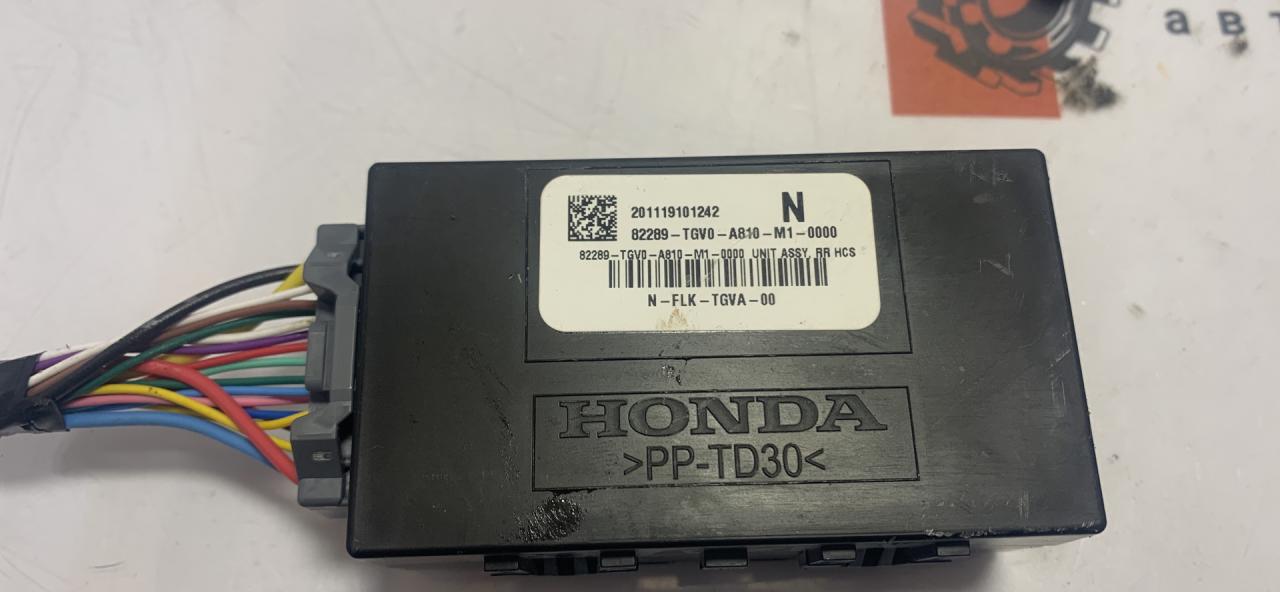 авт
201119101242 N
82289-TGV0-A810-M1-0000
82289-TGV0-A810-M1-0000 UNIT ASSY, RR HCS
N-FLK-TGVA-00
HONDA
>PP-TD30<